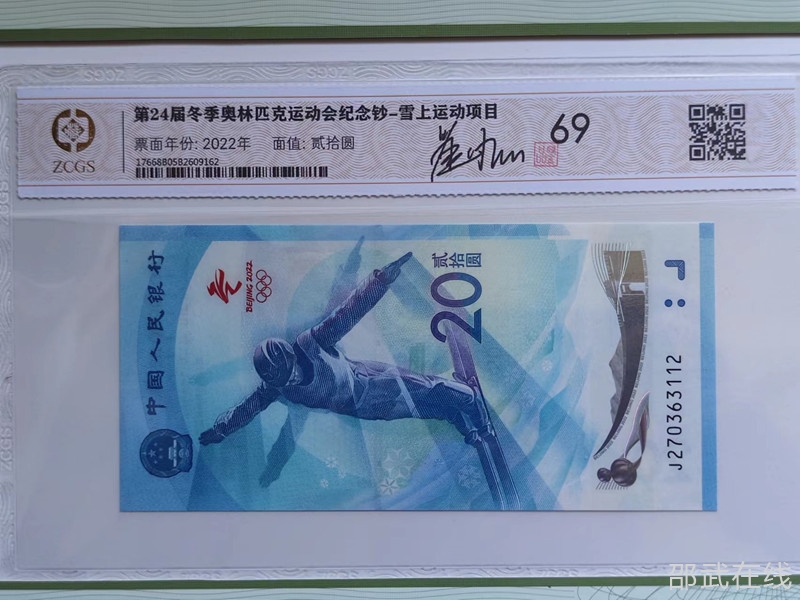 第24届冬季奥林匹克运动会纪念钞-雪上运动项目
票面年份: 2022年 面值: 贰拾圆
1766880582609162
69
ZCGS
中国人民银行
BEIJING 2022
贰拾圆
20
J270363112
邵武在线